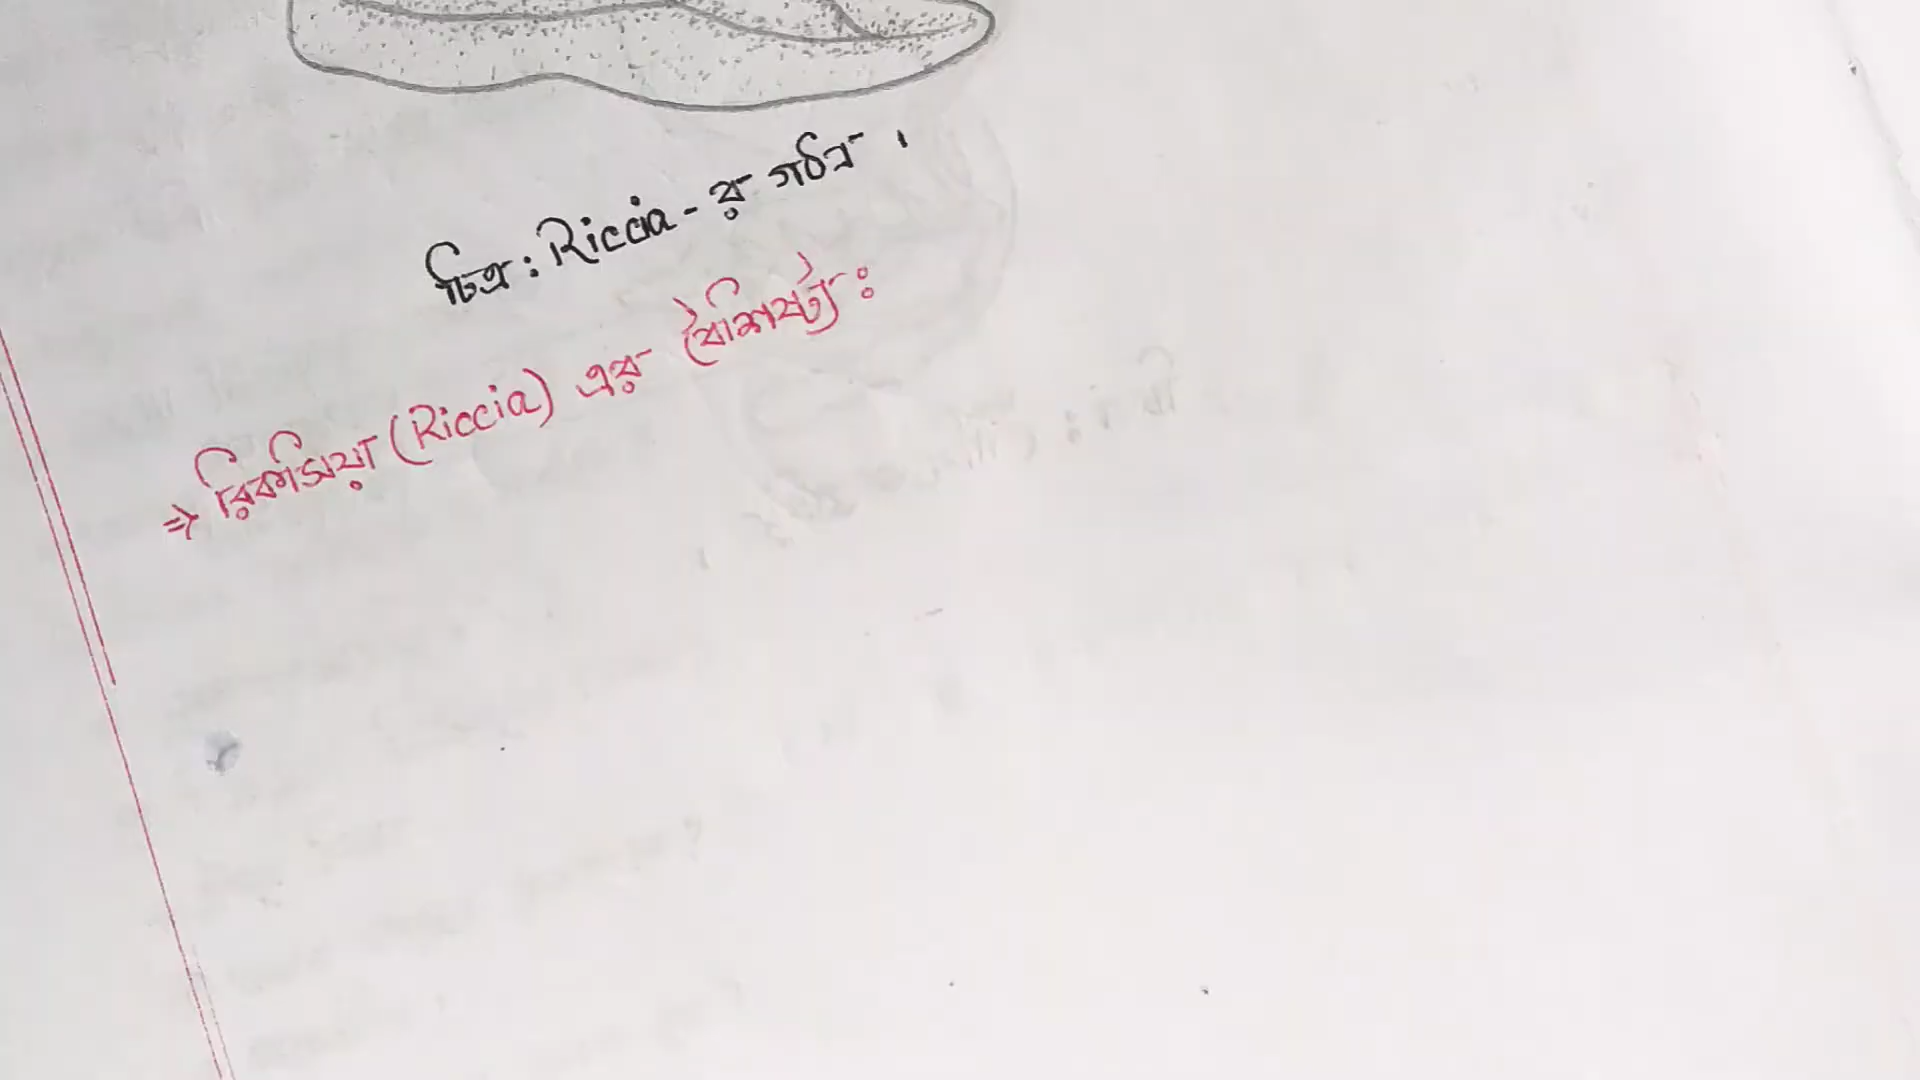 চিত্র : Riccia - র গঠন ।
⇒ রিকসিয়া (Riccia) এর বৈশিষ্ট্য :